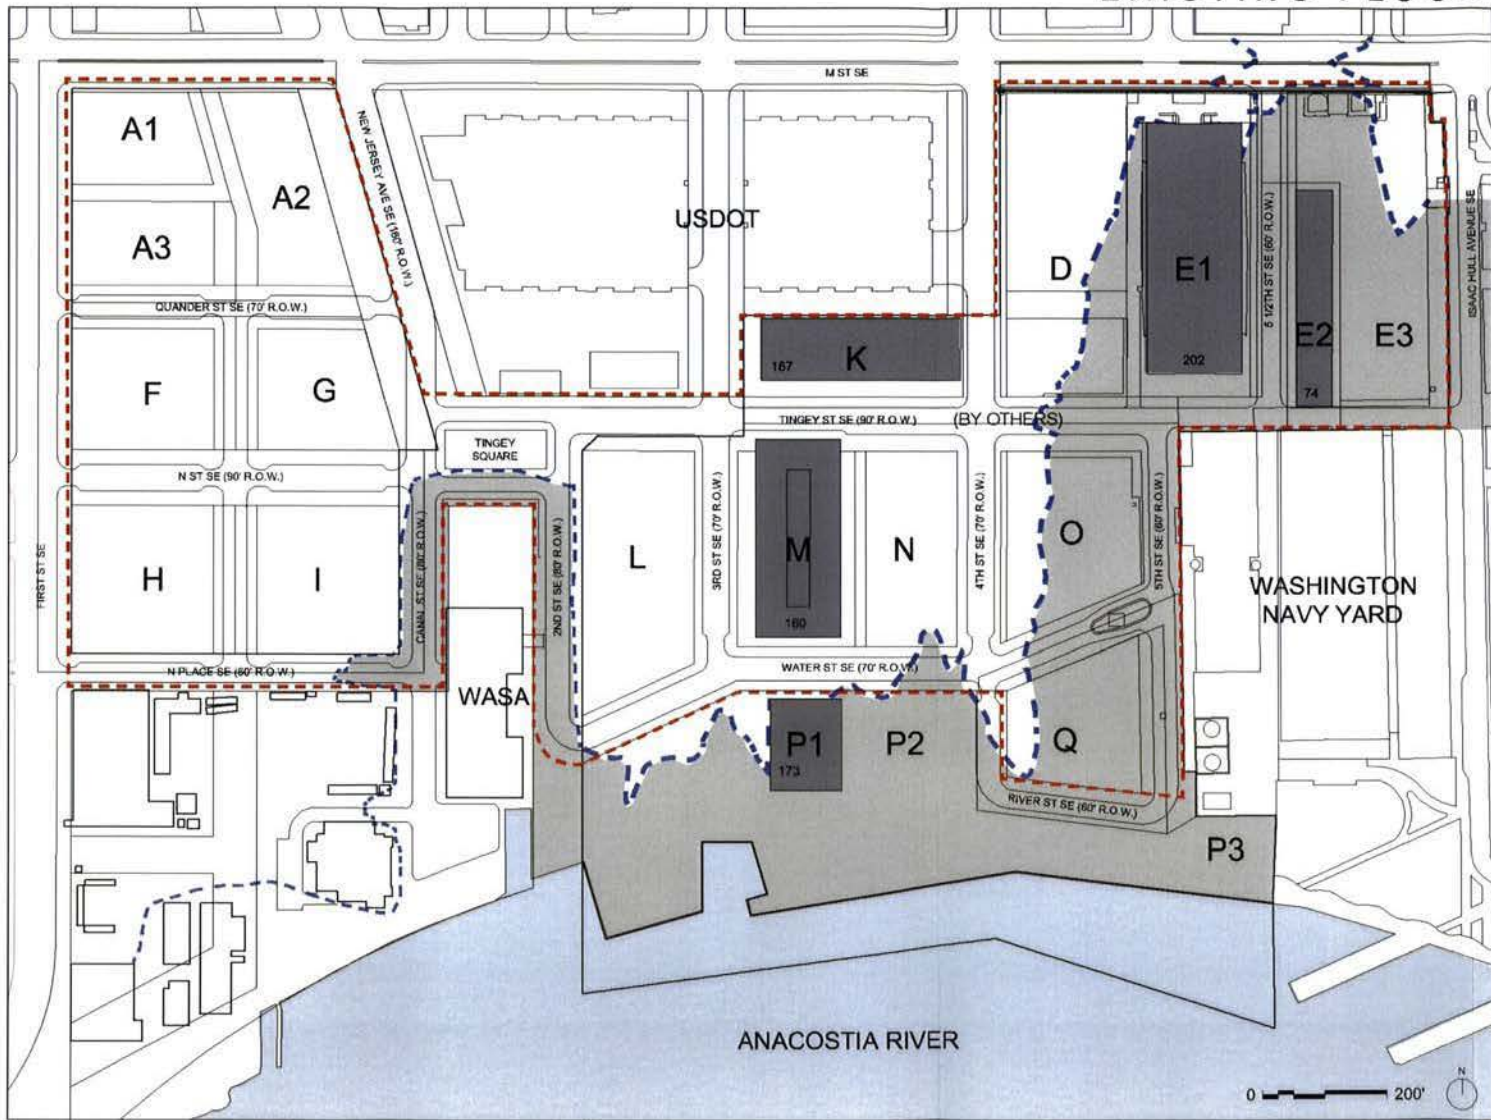 M ST SE
A1
A2
A3
NEW JERSEY AVE SE (160' R.O.W.)
USDOT
D
E1
202
5 1/2TH ST SE (60' R.O.W.)
E2
74
E3
ISAAC HULL AVENUE SE
QUANDER ST SE (70' R.O.W.)
167
K
F
G
TINGEY ST SE (90' R.O.W.)
(BY OTHERS)
TINGEY
SQUARE
N ST SE (90' R.O.W.)
FIRST ST SE
H
I
CANAL ST SE (80' R.O.W.)
2ND ST SE (80' R.O.W.)
L
3RD ST SE (70' R.O.W.)
M
160
N
4TH ST SE (70' R.O.W.)
O
5TH ST SE (60' R.O.W.)
WASHINGTON
NAVY YARD
N PLACE SE (60' R.O.W.)
WASA
WATER ST SE (70' R.O.W.)
P1
173
P2
Q
RIVER ST SE (60' R.O.W.)
P3
ANACOSTIA RIVER
0 200'
N